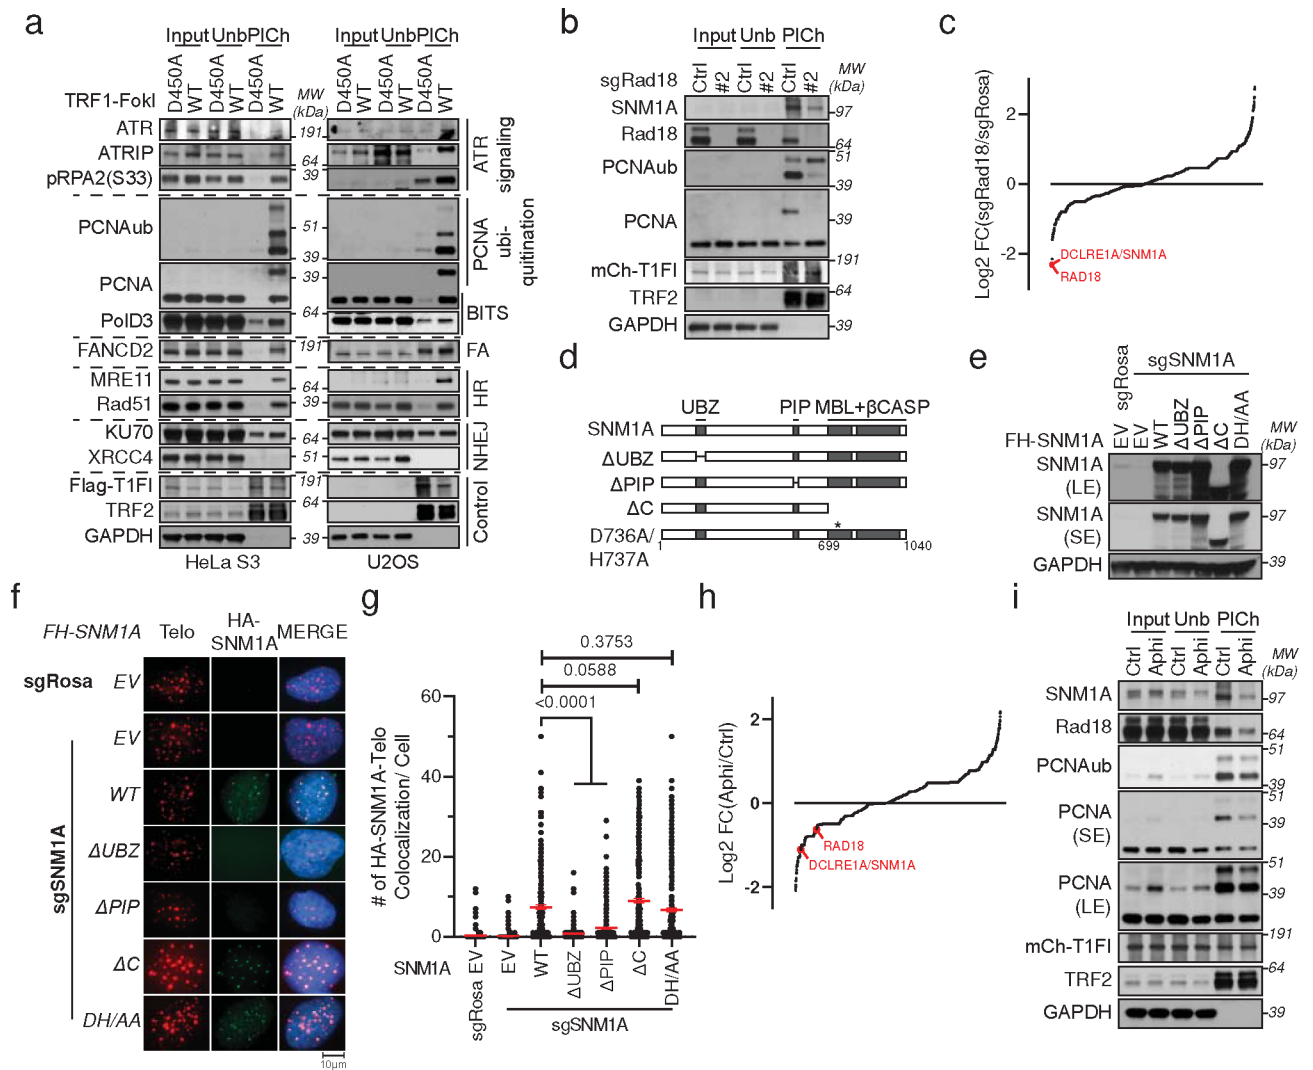 a
Input Unb PICh
Input Unb PICh
TRF1-FokI
D450A WT D450A WT D450A WT
MW (kDa)
D450A WT D450A WT D450A WT
ATR
191
ATRIP
64
pRPA2(S33)
39
ATR signaling
PCNAub
51
39
PCNA ubi-quitination
PCNA
39
PolD3
64
BITS
FANCD2
191
FA
MRE11
64
Rad51
39
HR
KU70
64
XRCC4
51
NHEJ
Flag-T1FI
191
TRF2
64
GAPDH
39
Control
HeLa S3
U2OS
b
Input Unb PICh
sgRad18
Ctrl #2 Ctrl #2 Ctrl #2
MW (kDa)
SNM1A
97
Rad18
64
PCNAub
51
39
PCNA
39
mCh-T1FI
191
TRF2
64
GAPDH
39
c
Log2 FC(sgRad18/sgRosa)
2
0
-2
DCLRE1A/SNM1A
RAD18
d
UBZ PIP MBL+βCASP
SNM1A
ΔUBZ
ΔPIP
ΔC
*
D736A/
H737A
1 699 1040
e
sgRosa
sgSNM1A
FH-SNM1A
EV EV WT ΔUBZ ΔPIP ΔC DH/AA
MW (kDa)
SNM1A
(LE)
97
SNM1A
(SE)
97
GAPDH
39
f
FH-SNM1A Telo HA-SNM1A MERGE
sgRosa EV
sgSNM1A
EV
WT
ΔUBZ
ΔPIP
ΔC
DH/AA
10μm
g
0.3753
0.0588
<0.0001
# of HA-SNM1A-Telo
Colocalization/ Cell
60
40
20
0
SNM1A
sgRosa EV
EV
WT
ΔUBZ
ΔPIP
ΔC
DH/AA
sgSNM1A
h
Log2 FC(Aphi/Ctrl)
2
0
-2
RAD18
DCLRE1A/SNM1A
i
Input Unb PICh
Ctrl Aphi Ctrl Aphi Ctrl Aphi
MW (kDa)
SNM1A
97
Rad18
64
PCNAub
51
39
PCNA
(SE)
51
39
PCNA
(LE)
51
39
mCh-T1FI
191
TRF2
64
GAPDH
39